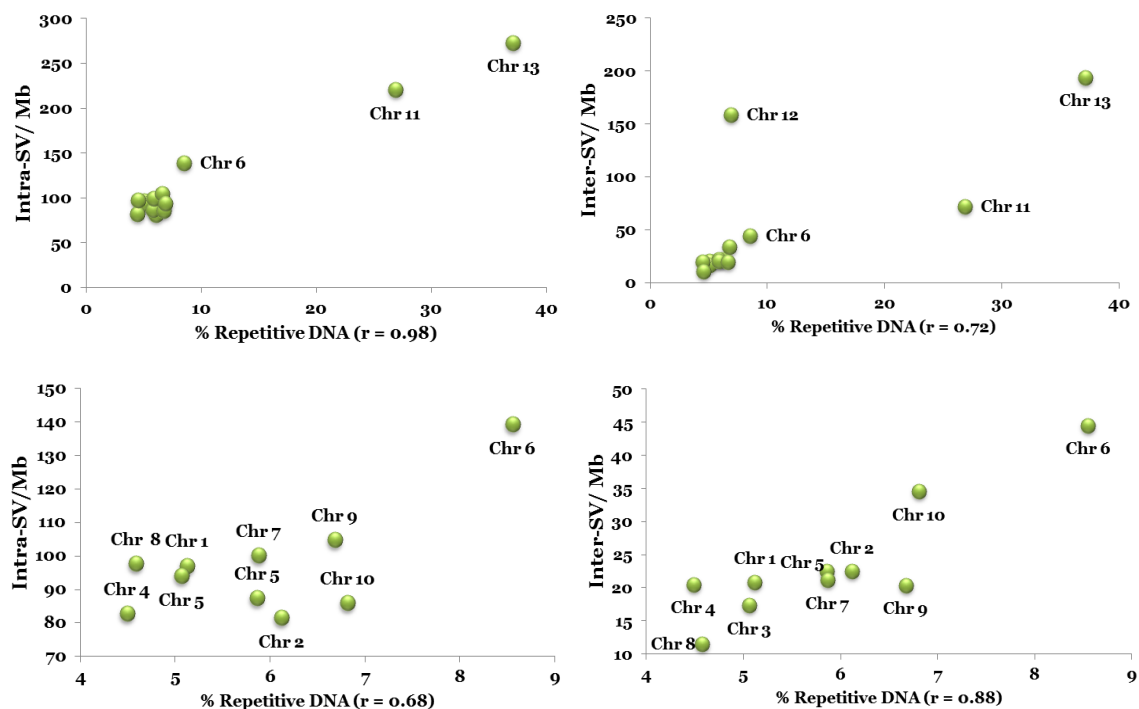 Intra-SV/ Mb
300
250
200
150
100
50
0
0 10 20 30 40
Chr 13
Chr 11
Chr 6
% Repetitive DNA (r = 0.98)
Inter-SV/ Mb
250
200
150
100
50
0
0 10 20 30 40
Chr 13
Chr 12
Chr 11
Chr 6
% Repetitive DNA (r = 0.72)
Intra-SV/Mb
150
140
130
120
110
100
90
80
70
4 5 6 7 8 9
Chr 6
Chr 9
Chr 7
Chr 8 Chr 1
Chr 5 Chr 10
Chr 4
Chr 5
Chr 2
% Repetitive DNA (r = 0.68)
Inter-SV/ Mb
50
45
40
35
30
25
20
15
10
4 5 6 7 8 9
Chr 6
Chr 10
Chr 2
Chr 5
Chr 1
Chr 4 Chr 7 Chr 9
Chr 3
Chr 8
% Repetitive DNA (r = 0.88)